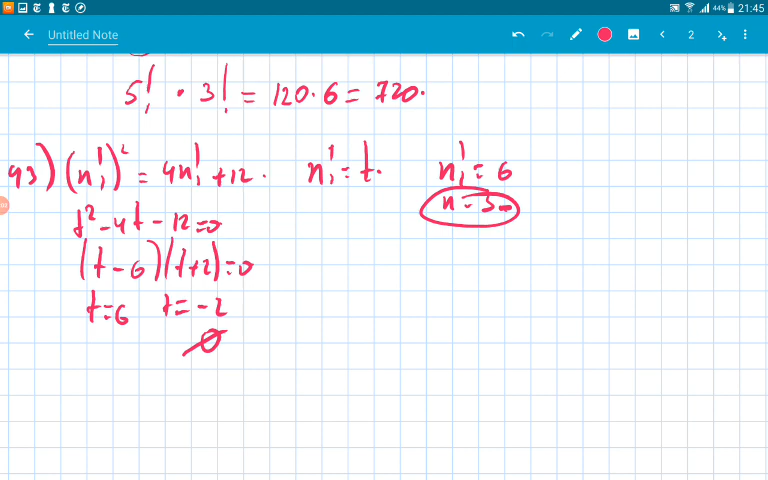 44% 21:45
Untitled Note 2
5! · 3! = 120·6 = 720.
93) (n!)² = 4n! + 12. n! = t. n! = 6
n = 3
t² - 4t - 12 = 0
(t - 6)(t + 2) = 0
t = 6 t = -2
∅